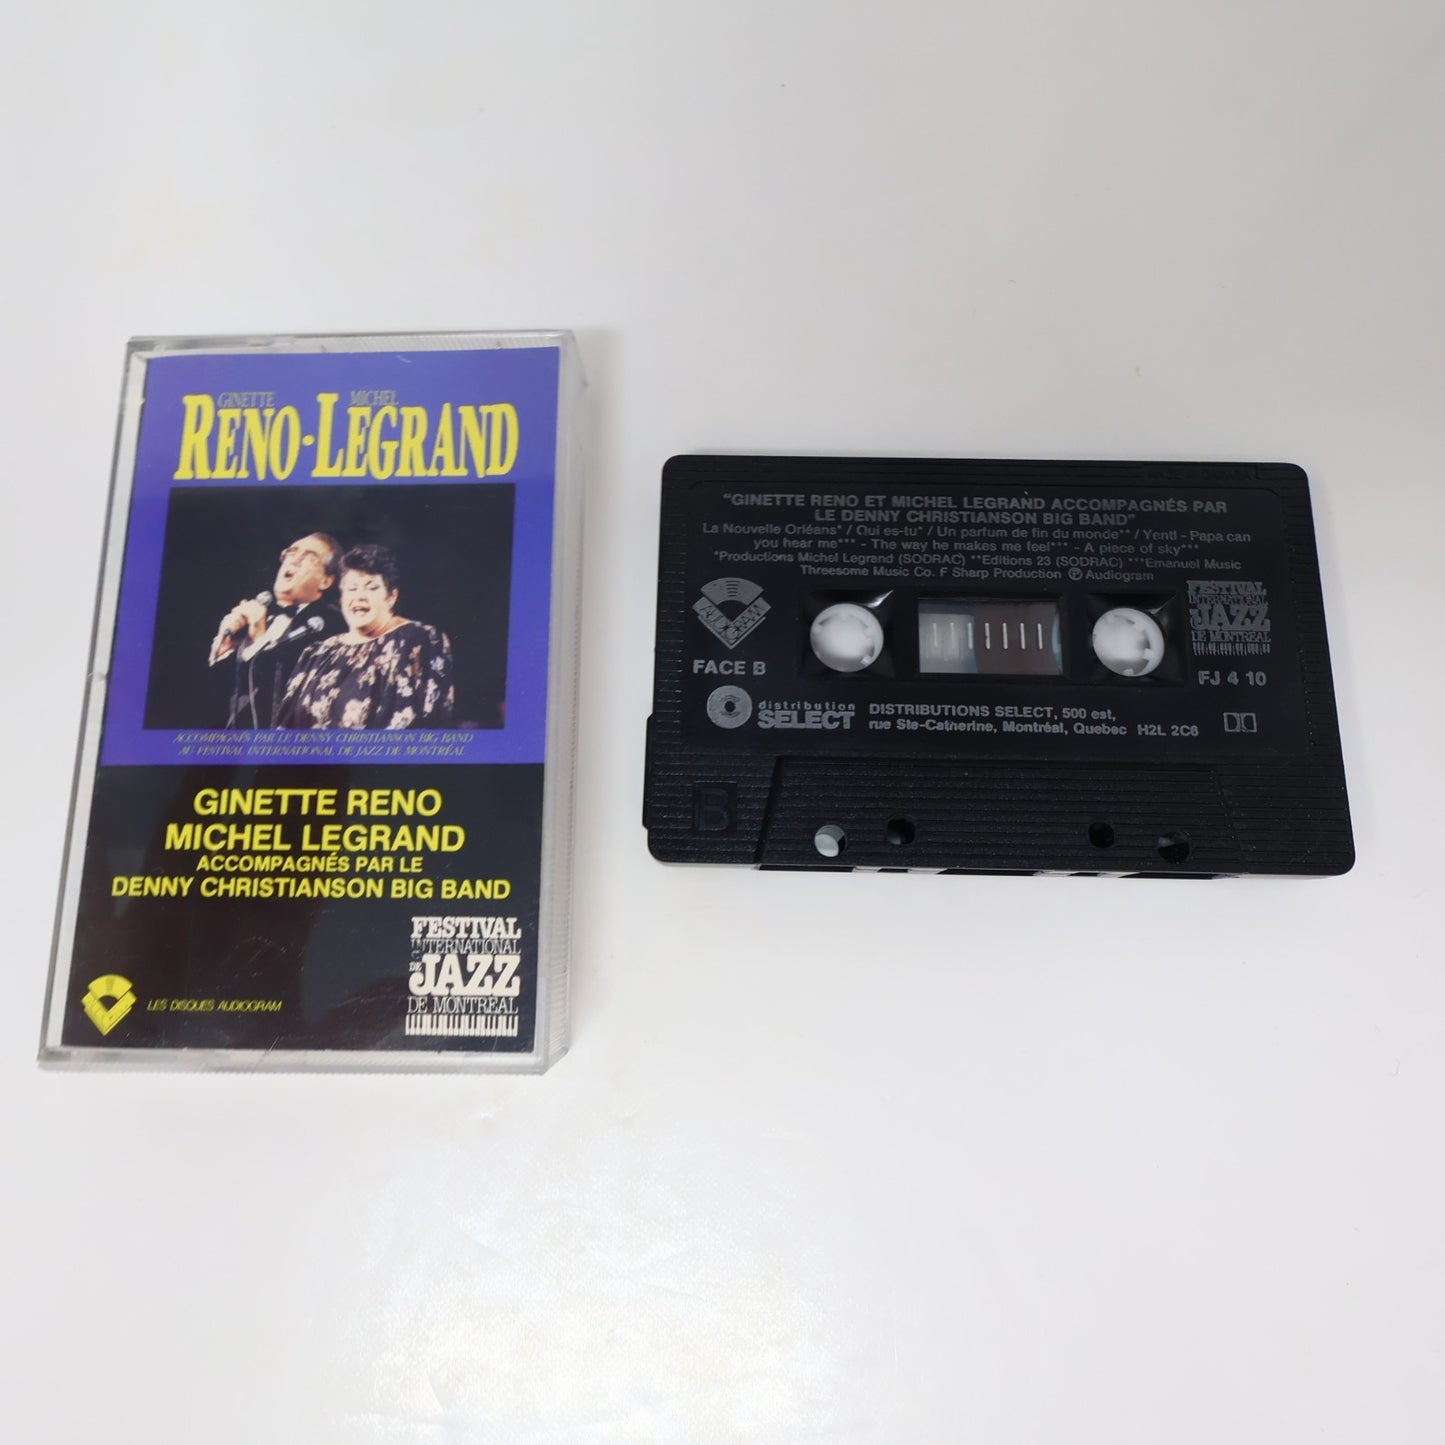 GINETTE MICHEL
RENO·LEGRAND
ACCOMPAGNÉS PAR LE DENNY CHRISTIANSON BIG BAND
AU FESTIVAL INTERNATIONAL DE JAZZ DE MONTRÉAL
GINETTE RENO
MICHEL LEGRAND
ACCOMPAGNÉS PAR LE
DENNY CHRISTIANSON BIG BAND
FESTIVAL
INTERNATIONAL
DE JAZZ
DE MONTRÉAL
LES DISQUES AUDIOGRAM
"GINETTE RENO ET MICHEL LEGRAND ACCOMPAGNÉS PAR
LE DENNY CHRISTIANSON BIG BAND"
La Nouvelle Orléans* / Qui es-tu* / Un parfum de fin du monde** / Yentl - Papa can
you hear me*** - The way he makes me feel*** - A piece of sky***
*Productions Michel Legrand (SODRAC) **Editions 23 (SODRAC) ***Emanuel Music
Threesome Music Co. F Sharp Production ℗ Audiogram
AUDIOGRAM
FESTIVAL
INTERNATIONAL
DE JAZZ
DE MONTRÉAL
FACE B
FJ 4 10
distribution
SELECT
DISTRIBUTIONS SELECT, 500 est,
rue Ste-Catherine, Montréal, Quebec H2L 2C6
B